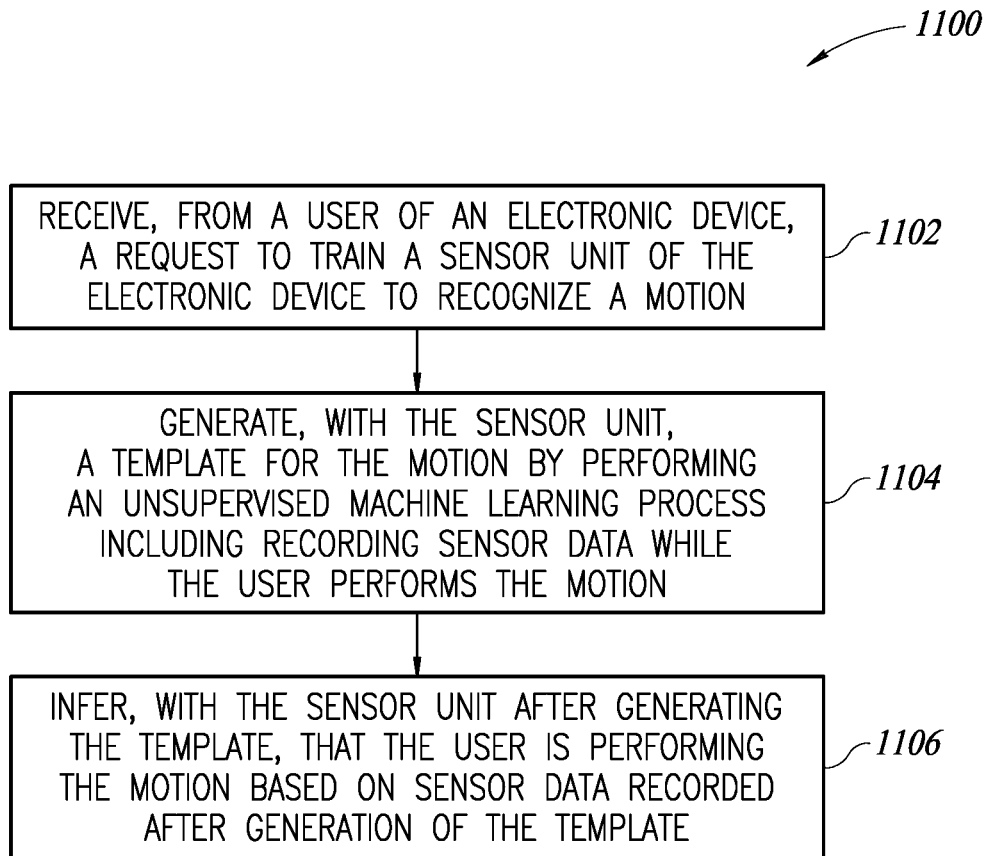 1100
RECEIVE, FROM A USER OF AN ELECTRONIC DEVICE,
A REQUEST TO TRAIN A SENSOR UNIT OF THE
ELECTRONIC DEVICE TO RECOGNIZE A MOTION
1102
GENERATE, WITH THE SENSOR UNIT,
A TEMPLATE FOR THE MOTION BY PERFORMING
AN UNSUPERVISED MACHINE LEARNING PROCESS
INCLUDING RECORDING SENSOR DATA WHILE
THE USER PERFORMS THE MOTION
1104
INFER, WITH THE SENSOR UNIT AFTER GENERATING
THE TEMPLATE, THAT THE USER IS PERFORMING
THE MOTION BASED ON SENSOR DATA RECORDED
AFTER GENERATION OF THE TEMPLATE
1106